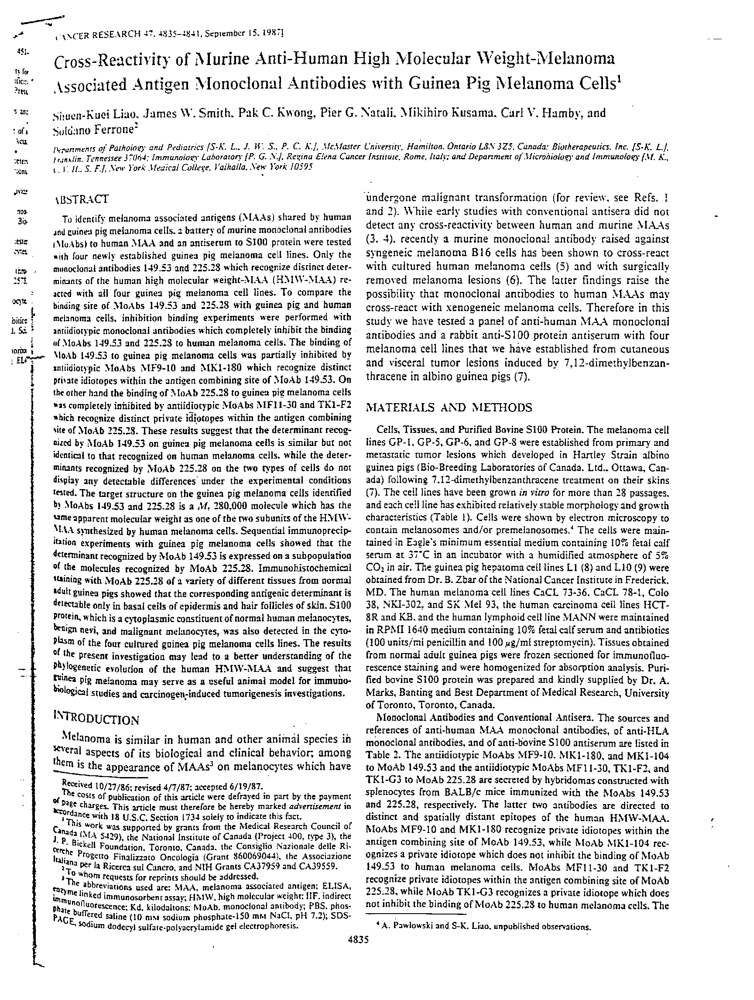 CANCER RESEARCH 47, 4835-4841, September 15, 1987]
Cross-Reactivity of Murine Anti-Human High Molecular Weight-Melanoma
Associated Antigen Monoclonal Antibodies with Guinea Pig Melanoma Cells¹
Shuen-Kuei Liao, James W. Smith, Pak C. Kwong, Pier G. Natali, Mikihiro Kusama, Carl V. Hamby, and
Soldano Ferrone²
Departments of Pathology and Pediatrics [S-K. L., J. W. S., P. C. K.], McMaster University, Hamilton, Ontario L8N 3Z5, Canada; Biotherapeutics, Inc. [S-K. L.],
Franklin, Tennessee 37064; Immunology Laboratory [P. G. N.], Regina Elena Cancer Institute, Rome, Italy; and Department of Microbiology and Immunology [M. K.,
C. V. H., S. F.], New York Medical College, Valhalla, New York 10595
ABSTRACT
To identify melanoma associated antigens (MAAs) shared by human
and guinea pig melanoma cells, a battery of murine monoclonal antibodies
(MoAbs) to human MAA and an antiserum to S100 protein were tested
with four newly established guinea pig melanoma cell lines. Only the
monoclonal antibodies 149.53 and 225.28 which recognize distinct deter-
minants of the human high molecular weight-MAA (HMW-MAA) re-
acted with all four guinea pig melanoma cell lines. To compare the
binding site of MoAbs 149.53 and 225.28 with guinea pig and human
melanoma cells, inhibition binding experiments were performed with
antiidiotypic monoclonal antibodies which completely inhibit the binding
of MoAbs 149.53 and 225.28 to human melanoma cells. The binding of
MoAb 149.53 to guinea pig melanoma cells was partially inhibited by
antiidiotypic MoAbs MF9-10 and MK1-180 which recognize distinct
private idiotopes within the antigen combining site of MoAb 149.53. On
the other hand the binding of MoAb 225.28 to guinea pig melanoma cells
was completely inhibited by antiidiotypic MoAbs MF11-30 and TK1-F2
which recognize distinct private idiotopes within the antigen combining
site of MoAb 225.28. These results suggest that the determinant recog-
nized by MoAb 149.53 on guinea pig melanoma cells is similar but not
identical to that recognized on human melanoma cells, while the deter-
minants recognized by MoAb 225.28 on the two types of cells do not
display any detectable differences under the experimental conditions
tested. The target structure on the guinea pig melanoma cells identified
by MoAbs 149.53 and 225.28 is a Mr 280,000 molecule which has the
same apparent molecular weight as one of the two subunits of the HMW-
MAA synthesized by human melanoma cells. Sequential immunoprecip-
itation experiments with guinea pig melanoma cells showed that the
determinant recognized by MoAb 149.53 is expressed on a subpopulation
of the molecules recognized by MoAb 225.28. Immunohistochemical
staining with MoAb 225.28 of a variety of different tissues from normal
adult guinea pigs showed that the corresponding antigenic determinant is
detectable only in basal cells of epidermis and hair follicles of skin. S100
protein, which is a cytoplasmic constituent of normal human melanocytes,
benign nevi, and malignant melanocytes, was also detected in the cyto-
plasm of the four cultured guinea pig melanoma cell lines. The results
of the present investigation may lead to a better understanding of the
phylogenetic evolution of the human HMW-MAA and suggest that
guinea pig melanoma may serve as a useful animal model for immuno-
biological studies and carcinogen-induced tumorigenesis investigations.
INTRODUCTION
Melanoma is similar in human and other animal species in
several aspects of its biological and clinical behavior; among
them is the appearance of MAAs³ on melanocytes which have
Received 10/27/86; revised 4/7/87; accepted 6/19/87.
The costs of publication of this article were defrayed in part by the payment
of page charges. This article must therefore be hereby marked advertisement in
accordance with 18 U.S.C. Section 1734 solely to indicate this fact.
¹ This work was supported by grants from the Medical Research Council of
Canada (MA 5429), the National Institute of Canada (Project 400, type 3), the
J. P. Bickell Foundation, Toronto, Canada, the Consiglio Nazionale delle Ri-
cerche Progetto Finalizzato Oncologia (Grant 860069044), the Associazione
Italiana per la Ricerca sul Cancro, and NIH Grants CA37959 and CA39559.
² To whom requests for reprints should be addressed.
³ The abbreviations used are: MAA, melanoma associated antigen; ELISA,
enzyme linked immunosorbent assay; HMW, high molecular weight; IIF, indirect
immunofluorescence; Kd, kilodaltons; MoAb, monoclonal antibody; PBS, phos-
phate buffered saline (10 mM sodium phosphate-150 mM NaCl, pH 7.2); SDS-
PAGE, sodium dodecyl sulfate-polyacrylamide gel electrophoresis.
undergone malignant transformation (for review, see Refs. 1
and 2). While early studies with conventional antisera did not
detect any cross-reactivity between human and murine MAAs
(3, 4), recently a murine monoclonal antibody raised against
syngeneic melanoma B16 cells has been shown to cross-react
with cultured human melanoma cells (5) and with surgically
removed melanoma lesions (6). The latter findings raise the
possibility that monoclonal antibodies to human MAAs may
cross-react with xenogeneic melanoma cells. Therefore in this
study we have tested a panel of anti-human MAA monoclonal
antibodies and a rabbit anti-S100 protein antiserum with four
melanoma cell lines that we have established from cutaneous
and visceral tumor lesions induced by 7,12-dimethylbenzan-
thracene in albino guinea pigs (7).
MATERIALS AND METHODS
Cells, Tissues, and Purified Bovine S100 Protein. The melanoma cell
lines GP-1, GP-5, GP-6, and GP-8 were established from primary and
metastatic tumor lesions which developed in Hartley Strain albino
guinea pigs (Bio-Breeding Laboratories of Canada, Ltd., Ottawa, Can-
ada) following 7,12-dimethylbenzanthracene treatment on their skins
(7). The cell lines have been grown in vitro for more than 28 passages,
and each cell line has exhibited relatively stable morphology and growth
characteristics (Table 1). Cells were shown by electron microscopy to
contain melanosomes and/or premelanosomes.⁴ The cells were main-
tained in Eagle's minimum essential medium containing 10% fetal calf
serum at 37°C in an incubator with a humidified atmosphere of 5%
CO₂ in air. The guinea pig hepatoma cell lines L1 (8) and L10 (9) were
obtained from Dr. B. Zbar of the National Cancer Institute in Frederick,
MD. The human melanoma cell lines CaCL 73-36, CaCL 78-1, Colo
38, NKI-302, and SK Mel 93, the human carcinoma cell lines HCT-
8R and KB, and the human lymphoid cell line MANN were maintained
in RPMI 1640 medium containing 10% fetal calf serum and antibiotics
(100 units/ml penicillin and 100 μg/ml streptomycin). Tissues obtained
from normal adult guinea pigs were frozen sectioned for immunofluo-
rescence staining and were homogenized for absorption analysis. Puri-
fied bovine S100 protein was prepared and kindly supplied by Dr. A.
Marks, Banting and Best Department of Medical Research, University
of Toronto, Toronto, Canada.
Monoclonal Antibodies and Conventional Antisera. The sources and
references of anti-human MAA monoclonal antibodies, of anti-HLA
monoclonal antibodies, and of anti-bovine S100 antiserum are listed in
Table 2. The antiidiotypic MoAbs MF9-10, MK1-180, and MK1-104
to MoAb 149.53 and the antiidiotypic MoAbs MF11-30, TK1-F2, and
TK1-G3 to MoAb 225.28 are secreted by hybridomas constructed with
splenocytes from BALB/c mice immunized with the MoAbs 149.53
and 225.28, respectively. The latter two antibodies are directed to
distinct and spatially distant epitopes of the human HMW-MAA.
MoAbs MF9-10 and MK1-180 recognize private idiotopes within the
antigen combining site of MoAb 149.53, while MoAb MK1-104 rec-
ognizes a private idiotope which does not inhibit the binding of MoAb
149.53 to human melanoma cells. MoAbs MF11-30 and TK1-F2
recognize private idiotopes within the antigen combining site of MoAb
225.28, while MoAb TK1-G3 recognizes a private idiotope which does
not inhibit the binding of MoAb 225.28 to human melanoma cells. The
⁴ A. Pawlowski and S-K. Liao, unpublished observations.
4835